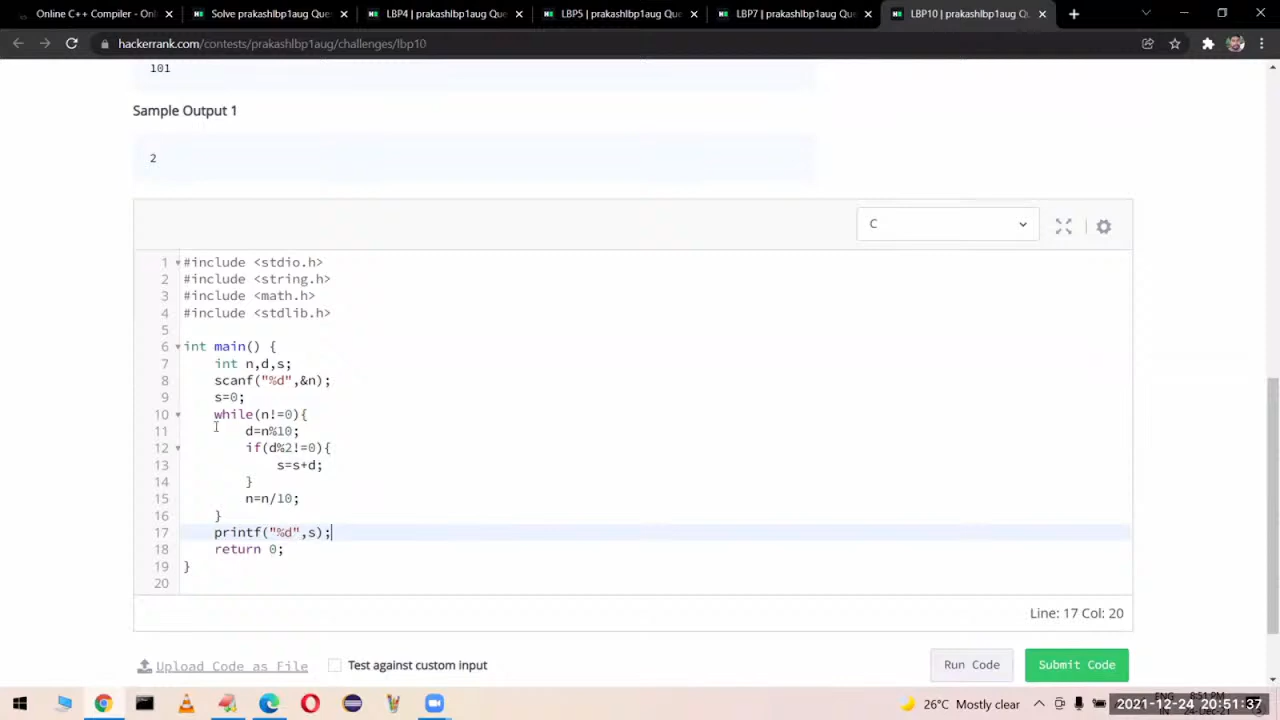 Online C++ Compiler - Onli
Solve prakashlbp1aug Que
LBP4 | prakashlbp1aug Que
LBP5 | prakashlbp1aug Que
LBP7 | prakashlbp1aug Que
LBP10 | prakashlbp1aug Qu
hackerrank.com/contests/prakashlbp1aug/challenges/lbp10
101
Sample Output 1
2
C
1 #include <stdio.h>
2 #include <string.h>
3 #include <math.h>
4 #include <stdlib.h>
5
6 int main() {
7 int n,d,s;
8 scanf("%d",&n);
9 s=0;
10 while(n!=0){
11 d=n%10;
12 if(d%2!=0){
13 s=s+d;
14 }
15 n=n/10;
16 }
17 printf("%d",s);
18 return 0;
19 }
20
Line: 17 Col: 20
Upload Code as File
Test against custom input
Run Code
Submit Code
26°C Mostly clear
ENG
8:51 PM
2021-12-24 20:51:37